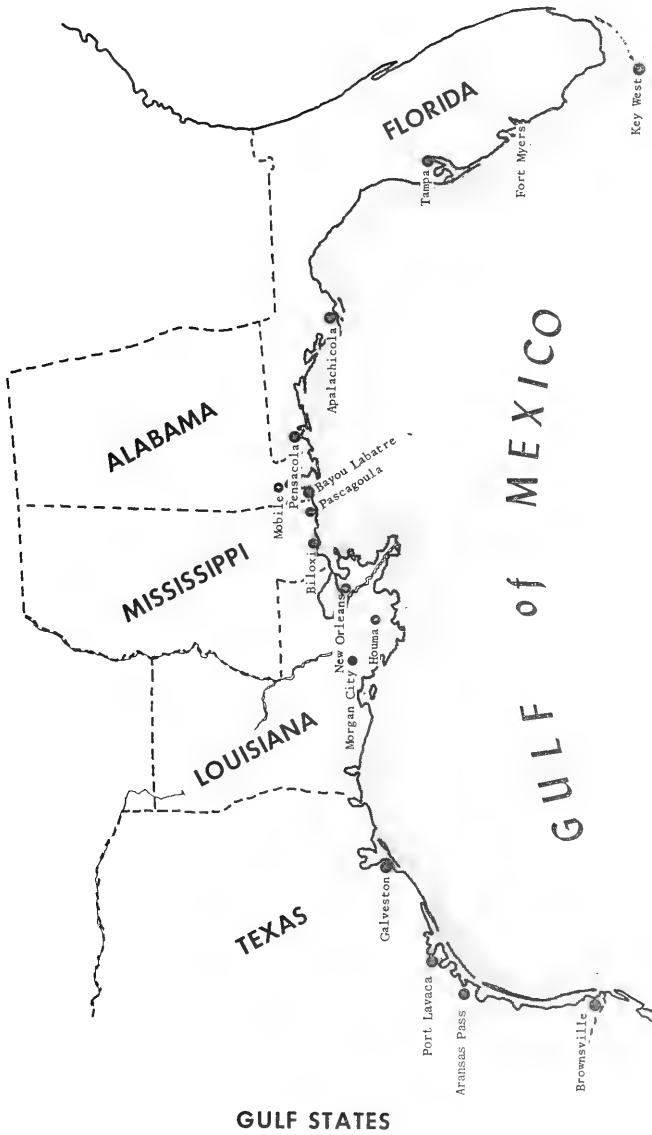 GULF STATES
TEXAS
LOUISIANA
MISSISSIPPI
ALABAMA
FLORIDA
Brownsville
Aransas Pass
Port Lavaca
Galveston
Morgan City
Houma
New Orleans
Biloxi
Pascagoula
Bayou Labatre
Mobile
Pensacola
Apalachicola
Tampa
Fort Myers
Key West
GULF of MEXICO